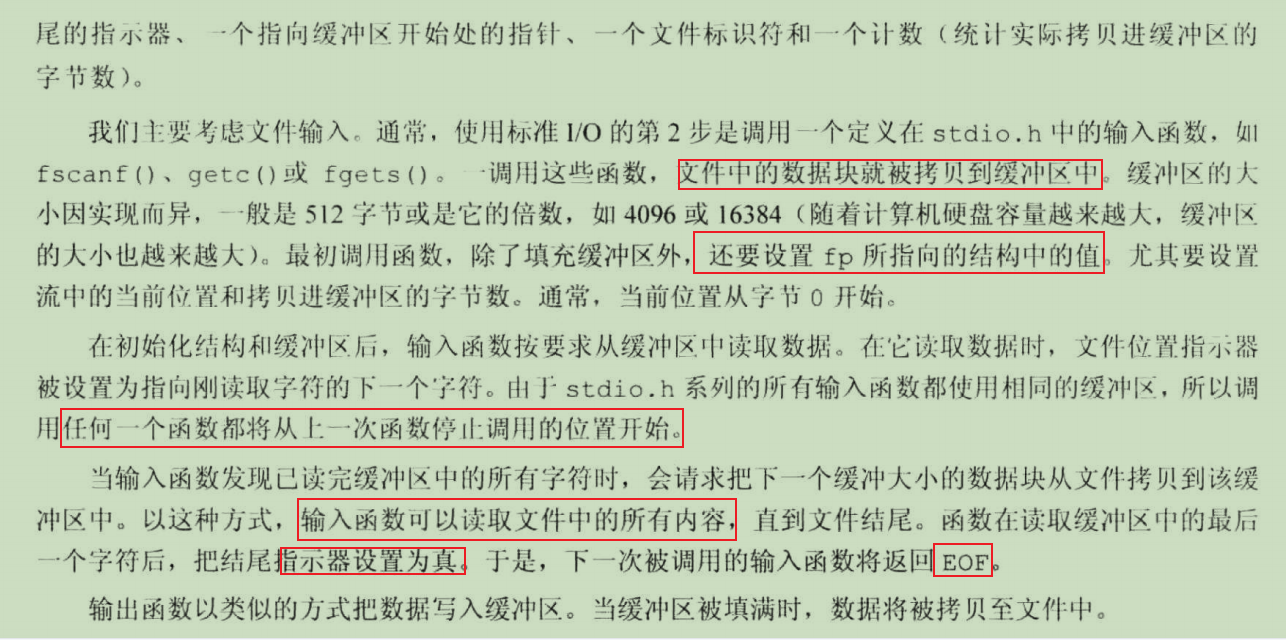 尾的指示器、一个指向缓冲区开始处的指针、一个文件标识符和一个计数（统计实际拷贝进缓冲区的
字节数）。
我们主要考虑文件输入。通常，使用标准 I/O 的第 2 步是调用一个定义在 stdio.h 中的输入函数，如
fscanf()、getc()或 fgets()。一调用这些函数，文件中的数据块就被拷贝到缓冲区中。缓冲区的大
小因实现而异，一般是 512 字节或是它的倍数，如 4096 或 16384（随着计算机硬盘容量越来越大，缓冲区
的大小也越来越大）。最初调用函数，除了填充缓冲区外，还要设置 fp 所指向的结构中的值。尤其要设置
流中的当前位置和拷贝进缓冲区的字节数。通常，当前位置从字节 0 开始。
在初始化结构和缓冲区后，输入函数按要求从缓冲区中读取数据。在它读取数据时，文件位置指示器
被设置为指向刚读取字符的下一个字符。由于 stdio.h 系列的所有输入函数都使用相同的缓冲区，所以调
用任何一个函数都将从上一次函数停止调用的位置开始。
当输入函数发现已读完缓冲区中的所有字符时，会请求把下一个缓冲大小的数据块从文件拷贝到该缓
冲区中。以这种方式，输入函数可以读取文件中的所有内容，直到文件结尾。函数在读取缓冲区中的最后
一个字符后，把结尾指示器设置为真。于是，下一次被调用的输入函数将返回 EOF。
输出函数以类似的方式把数据写入缓冲区。当缓冲区被填满时，数据将被拷贝至文件中。